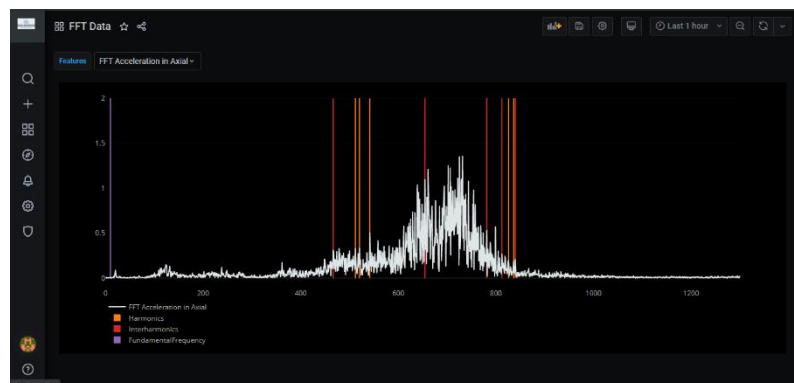 FFT Data
Last 1 hour
Features FFT Acceleration in Axial
2
1.5
1
0.5
0
0 200 400 600 800 1000 1200
FFT Acceleration in Axial
Harmonics
Interharmonics
FundamentalFrequency